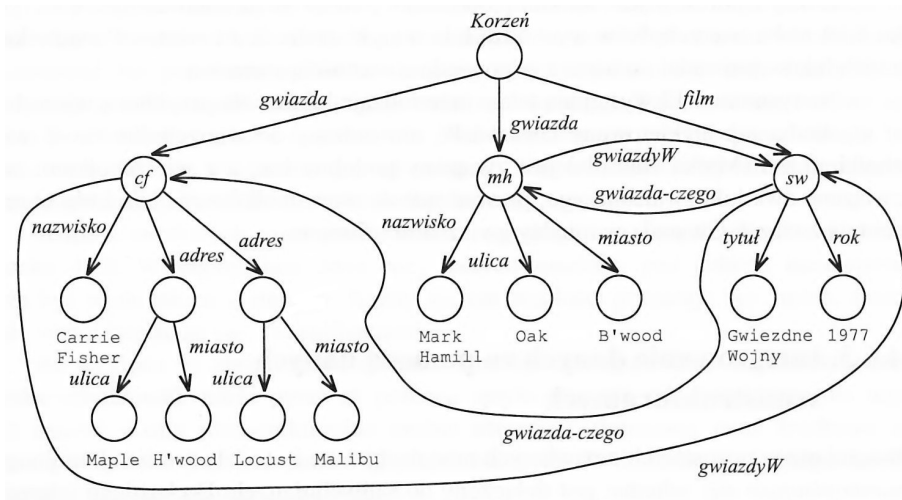 Korzeń
gwiazda
film
gwiazda
gwiazdyW
cf
mh
sw
gwiazda-czego
nazwisko
adres
adres
nazwisko
ulica
miasto
tytuł
rok
Carrie
Fisher
Mark
Hamill
Oak
B'wood
Gwiezdne
Wojny
1977
ulica
miasto
ulica
miasto
Maple
H'wood
Locust
Malibu
gwiazda-czego
gwiazdyW